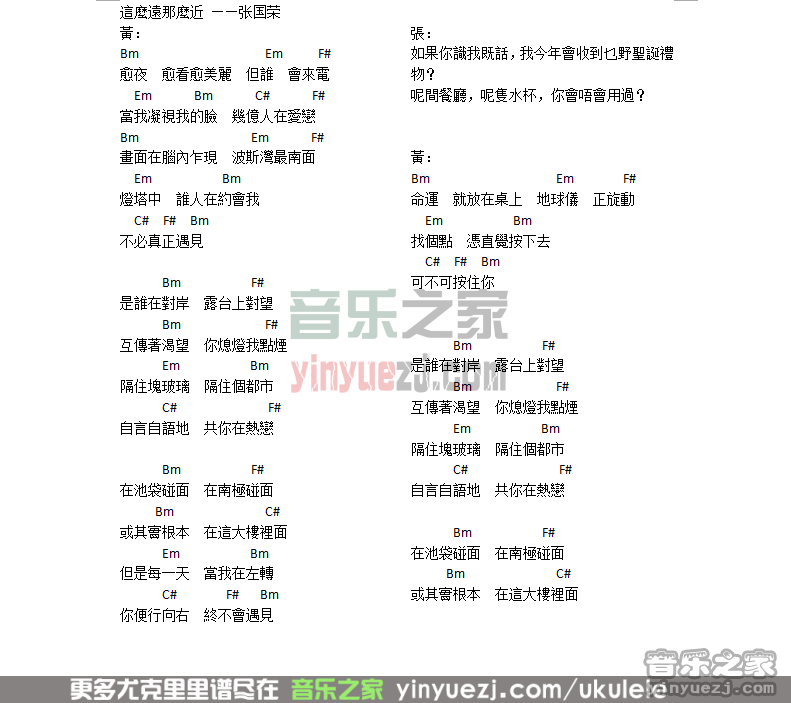 這麼遠那麼近 ——张国荣
黃：
Bm Em F#
愈夜 愈看愈美麗 但誰 會來電
Em Bm C# F#
當我凝視我的臉 幾億人在愛戀
Bm Em F#
畫面在腦內乍現 波斯灣最南面
Em Bm
燈塔中 誰人在約會我
C# F# Bm
不必真正遇見
Bm F#
是誰在對岸 露台上對望
Bm F#
互傳著渴望 你熄燈我點煙
Em Bm
隔住塊玻璃 隔住個都市
C# F#
自言自語地 共你在熱戀
Bm F#
在池袋碰面 在南極碰面
Bm C#
或其實根本 在這大樓裡面
Em Bm
但是每一天 當我在左轉
C# F# Bm
你便行向右 終不會遇見
張：
如果你識我既話，我今年會收到乜野聖誕禮
物？
呢間餐廳，呢隻水杯，你會唔會用過？
黃：
Bm Em F#
命運 就放在桌上 地球儀 正旋動
Em Bm
找個點 憑直覺按下去
C# F# Bm
可不可按住你
Bm F#
是誰在對岸 露台上對望
Bm F#
互傳著渴望 你熄燈我點煙
Em Bm
隔住塊玻璃 隔住個都市
C# F#
自言自語地 共你在熱戀
Bm F#
在池袋碰面 在南極碰面
Bm C#
或其實根本 在這大樓裡面
音乐之家
yinyuezj.com
更多尤克里里谱尽在 音乐之家 yinyuezj.com/ukulele
音乐之家
yinyuezj.com